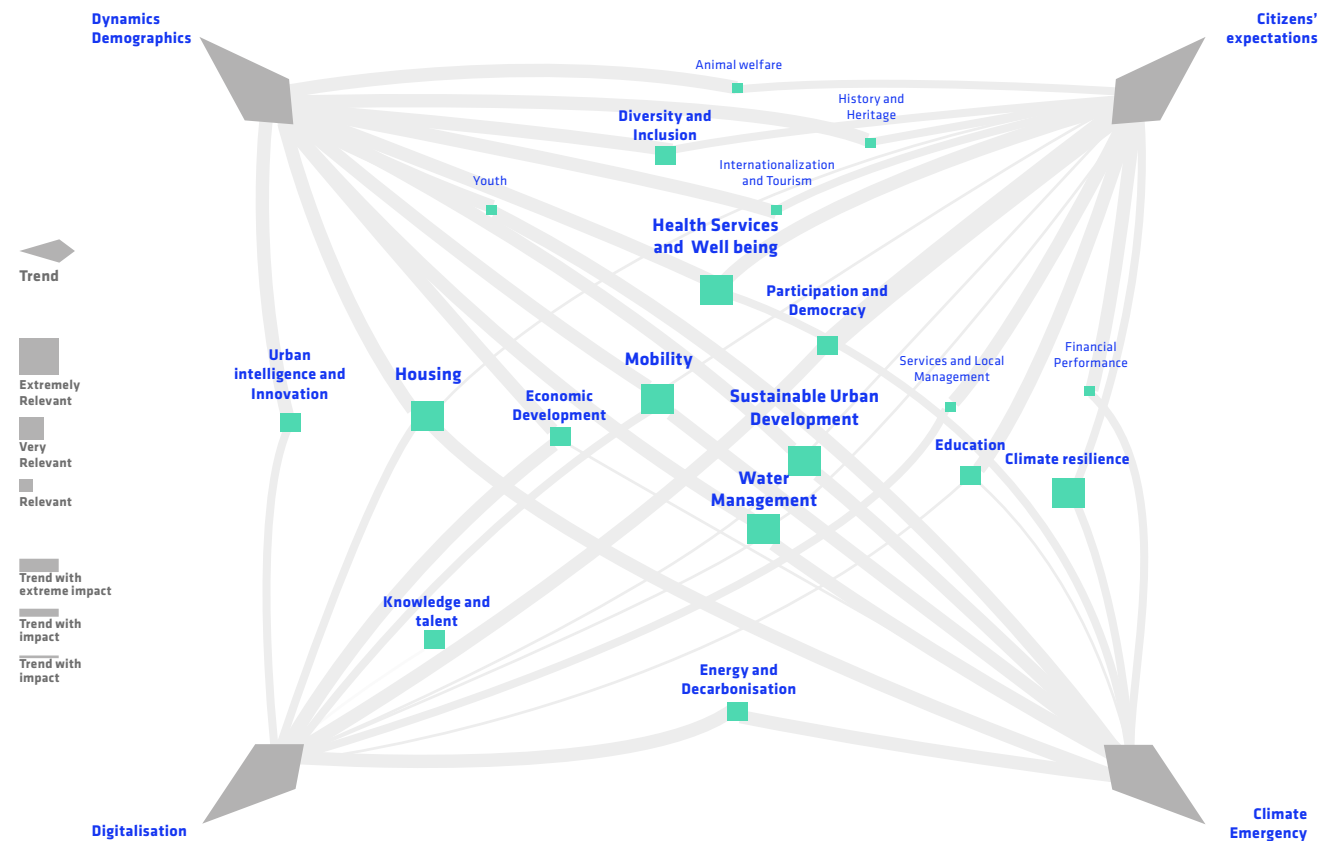 Dynamics
Demographics
Citizens'
expectations
Animal welfare
History and
Heritage
Diversity and
Inclusion
Internationalization
and Tourism
Youth
Health Services
and Well being
Trend
Participation and
Democracy
Extremely
Relevant
Very
Relevant
Relevant
Urban
intelligence and
Innovation
Housing
Economic
Development
Mobility
Sustainable Urban
Development
Services and Local
Management
Financial
Performance
Education
Climate resilience
Water
Management
Trend with
extreme impact
Trend with
impact
Trend with
impact
Knowledge and
talent
Energy and
Decarbonisation
Digitalisation
Climate
Emergency